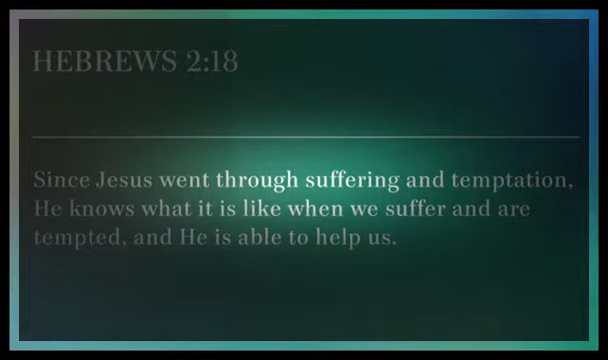 HEBREWS 2:18
Since Jesus went through suffering and temptation,
He knows what it is like when we suffer and are
tempted, and He is able to help us.